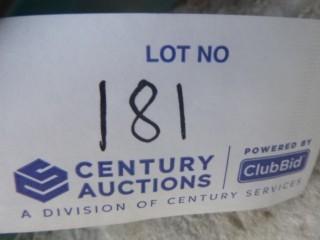 LOT NO
181
CENTURY AUCTIONS
POWERED BY
ClubBid
A DIVISION OF CENTURY SERVICES